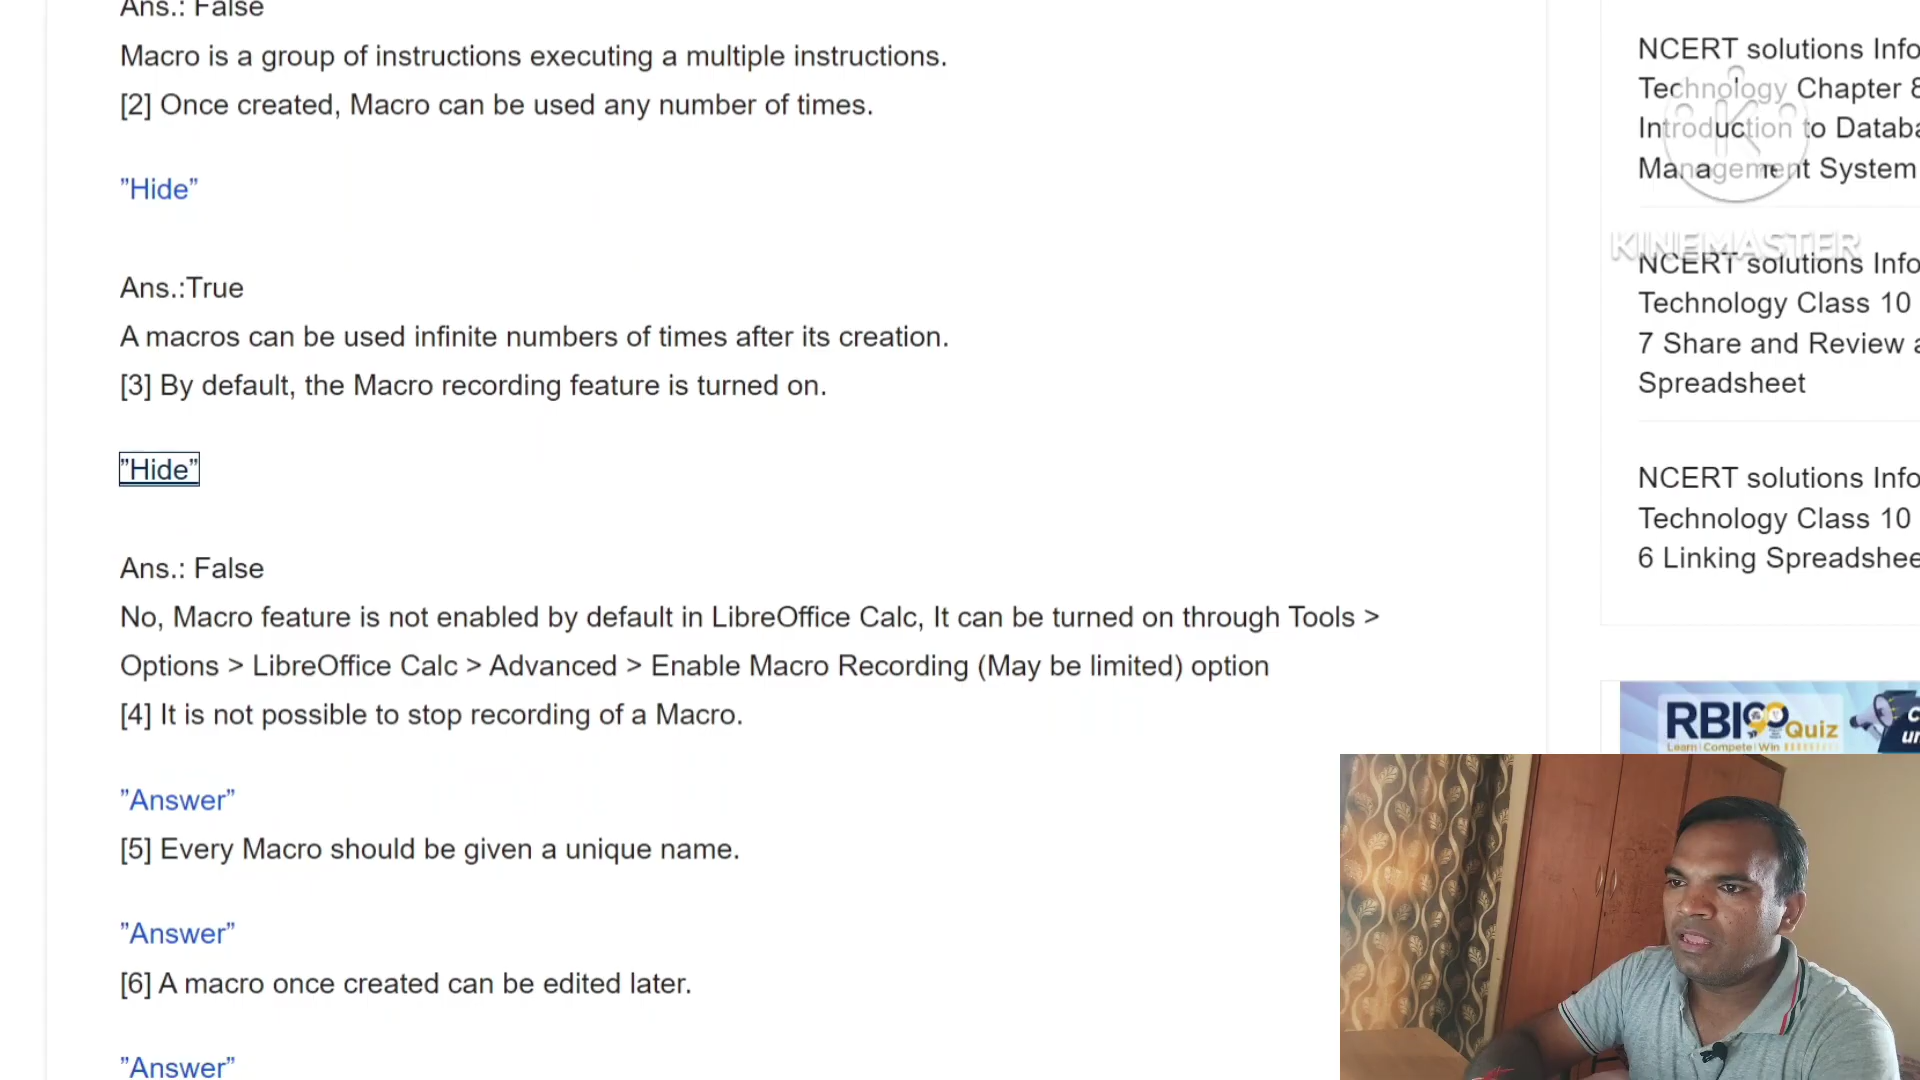 Ans.: False
Macro is a group of instructions executing a multiple instructions.
[2] Once created, Macro can be used any number of times.
”Hide”
Ans.:True
A macros can be used infinite numbers of times after its creation.
[3] By default, the Macro recording feature is turned on.
”Hide”
Ans.: False
No, Macro feature is not enabled by default in LibreOffice Calc, It can be turned on through Tools >
Options > LibreOffice Calc > Advanced > Enable Macro Recording (May be limited) option
[4] It is not possible to stop recording of a Macro.
”Answer”
[5] Every Macro should be given a unique name.
”Answer”
[6] A macro once created can be edited later.
”Answer”
NCERT solutions Info
Technology Chapter 8
Introduction to Databa
Management System
K
KINEMASTER
NCERT solutions Info
Technology Class 10
7 Share and Review a
Spreadsheet
NCERT solutions Info
Technology Class 10
6 Linking Spreadshee
RBI90 Quiz
Learn | Compete | Win